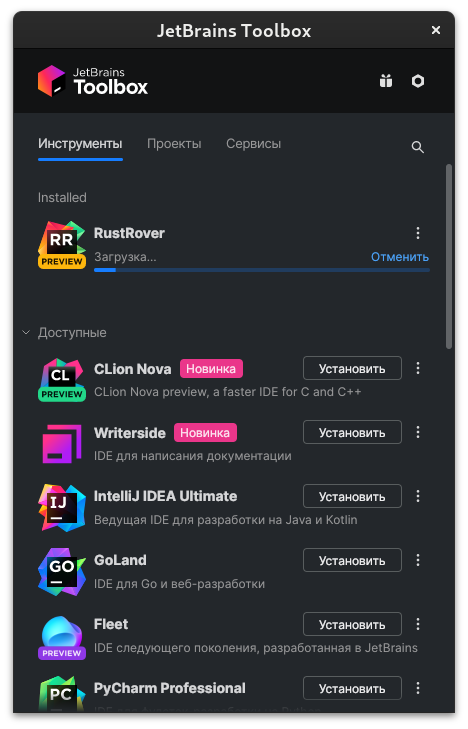 JetBrains Toolbox
JetBrains
Toolbox
Инструменты Проекты Сервисы
Installed
RR
PREVIEW
RustRover
Загрузка...
Отменить
Доступные
CL
PREVIEW
CLion Nova Новинка Установить
CLion Nova preview, a faster IDE for C and C++
Writerside Новинка Установить
IDE для написания документации
IJ
IntelliJ IDEA Ultimate Установить
Ведущая IDE для разработки на Java и Kotlin
GO
GoLand Установить
IDE для Go и веб-разработки
PREVIEW
Fleet Установить
IDE следующего поколения, разработанная в JetBrains
PC
PyCharm Professional Установить